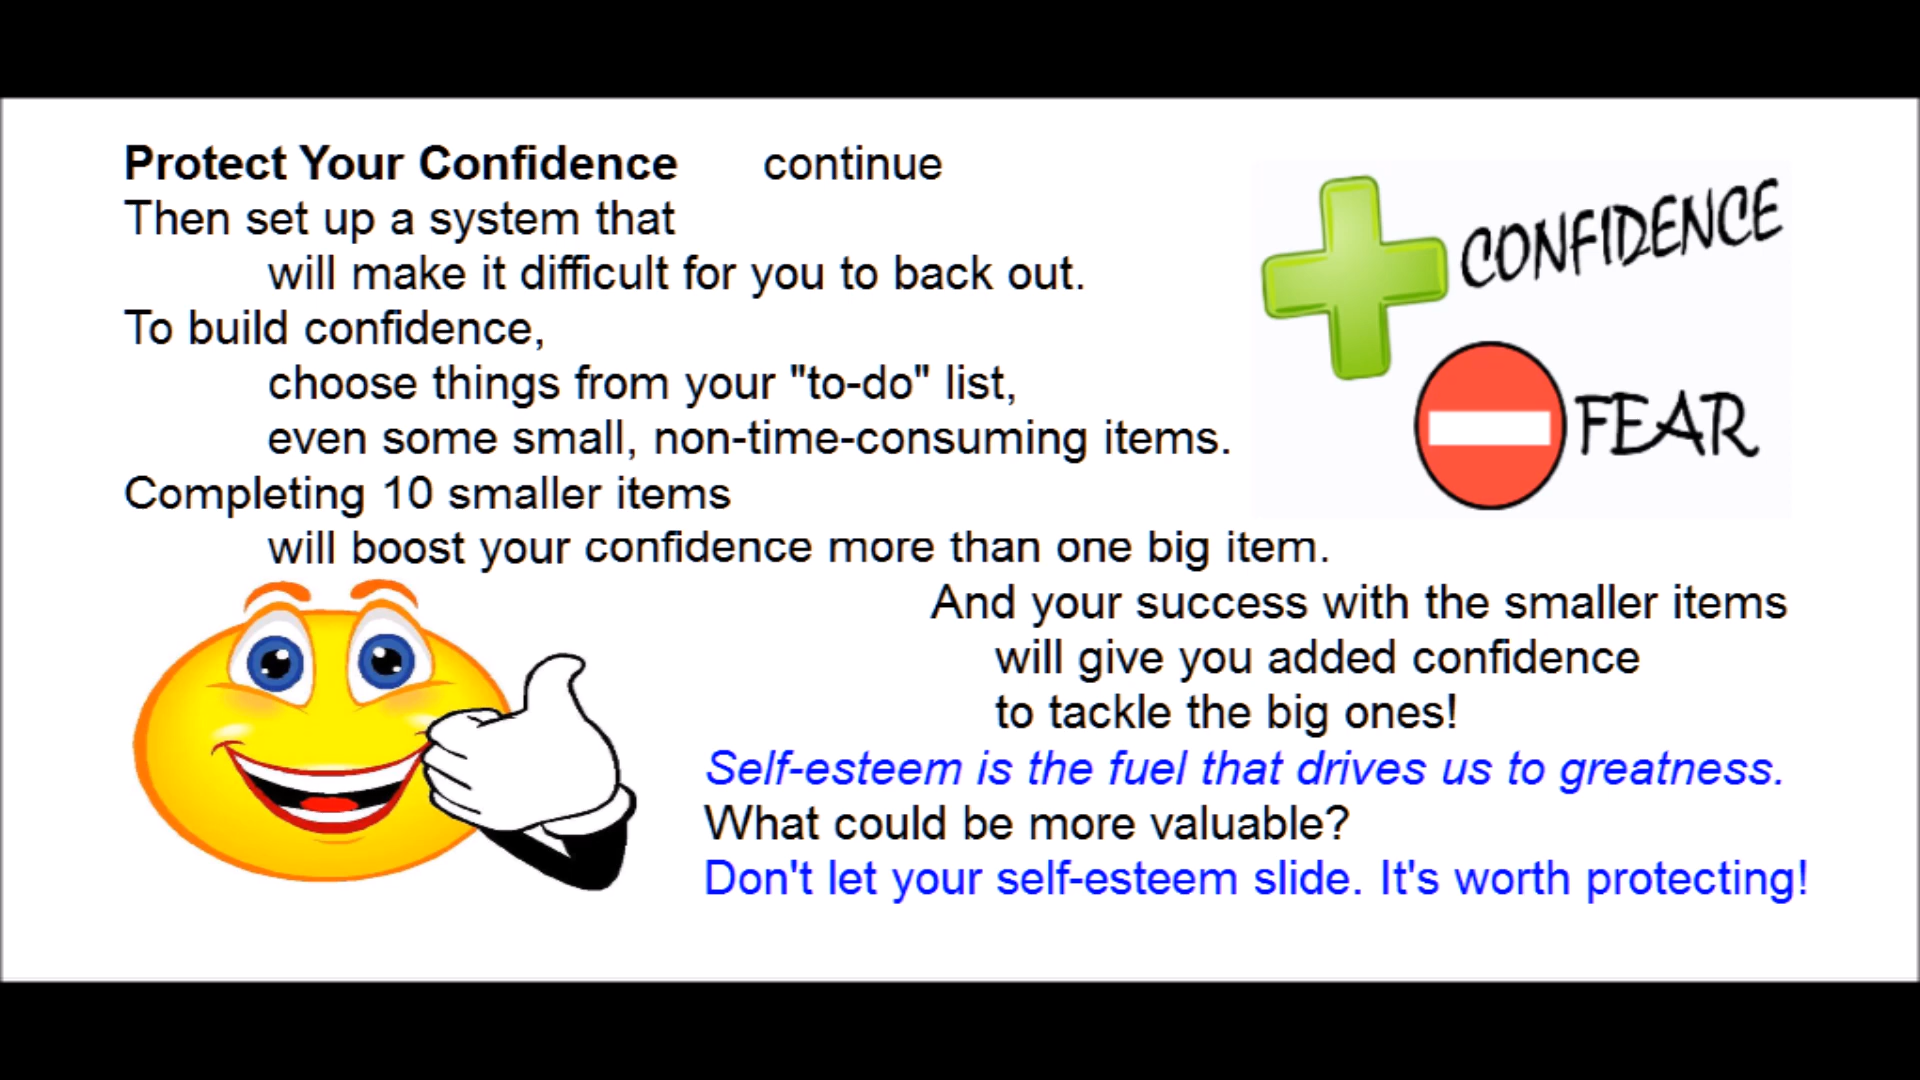 Protect Your Confidence continue
Then set up a system that
will make it difficult for you to back out.
To build confidence,
choose things from your "to-do" list,
even some small, non-time-consuming items.
Completing 10 smaller items
will boost your confidence more than one big item.
And your success with the smaller items
will give you added confidence
to tackle the big ones!
Self-esteem is the fuel that drives us to greatness.
What could be more valuable?
Don't let your self-esteem slide. It's worth protecting!
CONFIDENCE
FEAR